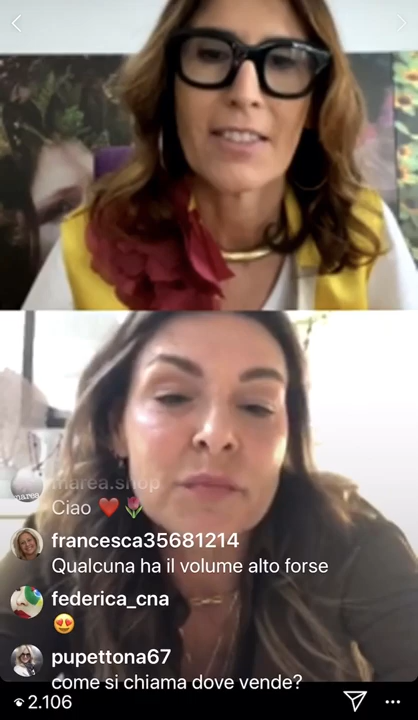 marea.shop
Ciao ❤️🌷
francesca35681214
Qualcuna ha il volume alto forse
federica_cna
😍
pupettona67
come si chiama dove vende?
2.106